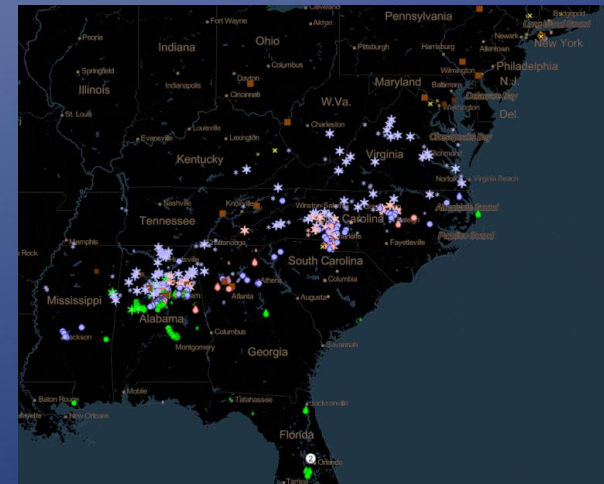 Cleveland
Bridgeport
Fort Wayne
Akron
Pennsylvania
Long Island Sound
Peoria
Ohio
Pittsburgh
Harrisburg
Allentown
Newark
New York
Indiana
Springfield
Columbus
Dayton
Philadelphia
Illinois
Indianapolis
Cincinnati
Maryland
Wilmington
N.J.
Baltimore
Delaware Bay
St. Louis
W.Va.
Washington
Del.
Evansville
Louisville
Lexington
Charleston
Chesapeake Bay
Kentucky
Virginia
Richmond
Norfolk
Virginia Beach
Nashville
Knoxville
Winston-Salem
Albemarle Sound
Tennessee
Carolina
Rock
Memphis
Chattanooga
Charlotte
Fayetteville
Pamlico Sound
South Carolina
Columbia
Athens
Mississippi
Atlanta
Augusta
Alabama
Jackson
Columbus
Montgomery
Georgia
Savannah
Mobile
Baton Rouge
Tallahassee
Jacksonville
New Orleans
Florida
2
Orlando
Tampa